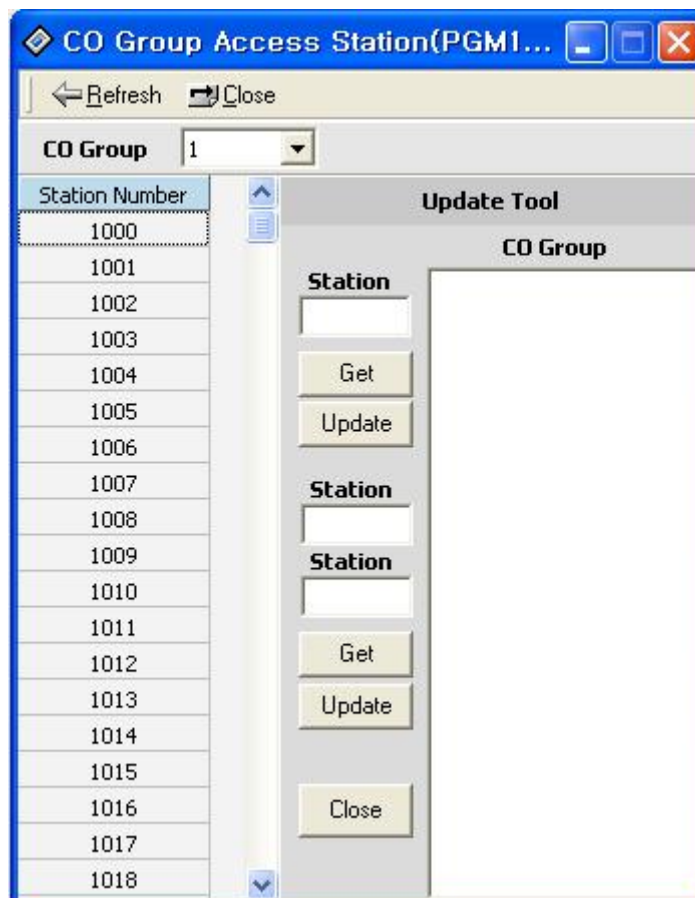 CO Group Access Station(PGM1...
Refresh Close
CO Group 1
Station Number
1000
1001
1002
1003
1004
1005
1006
1007
1008
1009
1010
1011
1012
1013
1014
1015
1016
1017
1018
Update Tool
CO Group
Station
Get
Update
Station
Station
Get
Update
Close